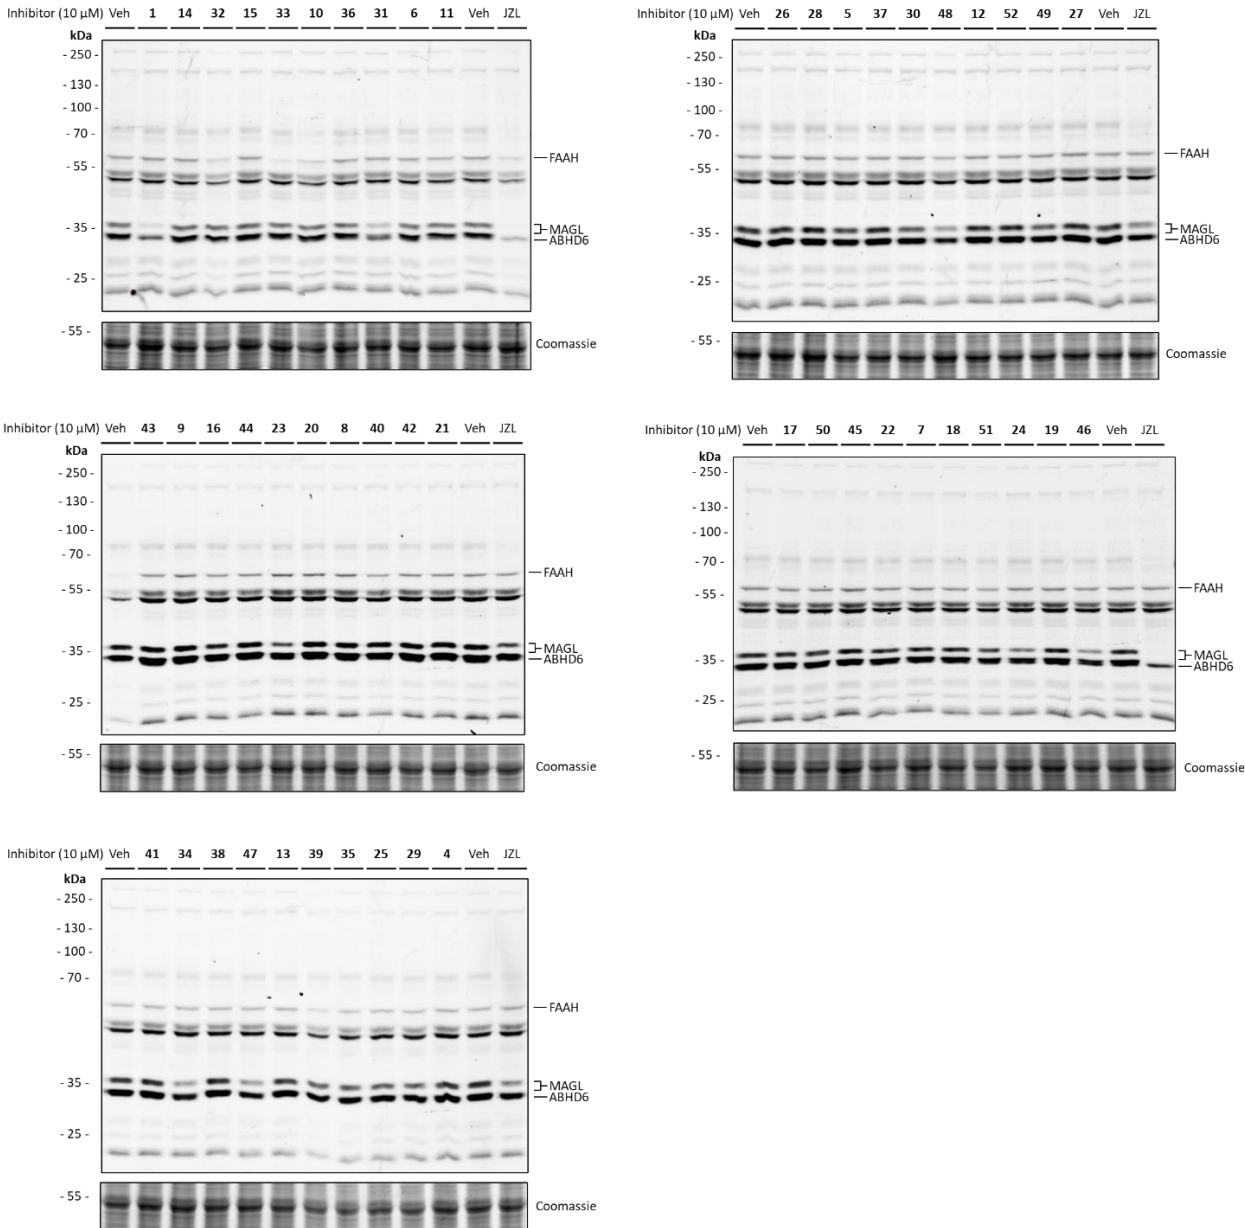 Inhibitor (10 µM) Veh 1 14 32 15 33 10 36 31 6 11 Veh JZL
kDa
- 250 -
- 130 -
- 100 -
- 70 -
- 55 -
- 35 -
- 25 -
FAAH
MAGL
ABHD6
- 55 -
Coomassie
Inhibitor (10 µM) Veh 26 28 5 37 30 48 12 52 49 27 Veh JZL
kDa
- 250 -
- 130 -
- 100 -
- 70 -
- 55 -
- 35 -
- 25 -
FAAH
MAGL
ABHD6
- 55 -
Coomassie
Inhibitor (10 µM) Veh 43 9 16 44 23 20 8 40 42 21 Veh JZL
kDa
- 250 -
- 130 -
- 100 -
- 70 -
- 55 -
- 35 -
- 25 -
FAAH
MAGL
ABHD6
- 55 -
Coomassie
Inhibitor (10 µM) Veh 17 50 45 22 7 18 51 24 19 46 Veh JZL
kDa
- 250 -
- 130 -
- 100 -
- 70 -
- 55 -
- 35 -
- 25 -
FAAH
MAGL
ABHD6
- 55 -
Coomassie
Inhibitor (10 µM) Veh 41 34 38 47 13 39 35 25 29 4 Veh JZL
kDa
- 250 -
- 130 -
- 100 -
- 70 -
- 35 -
- 25 -
FAAH
MAGL
ABHD6
- 55 -
Coomassie